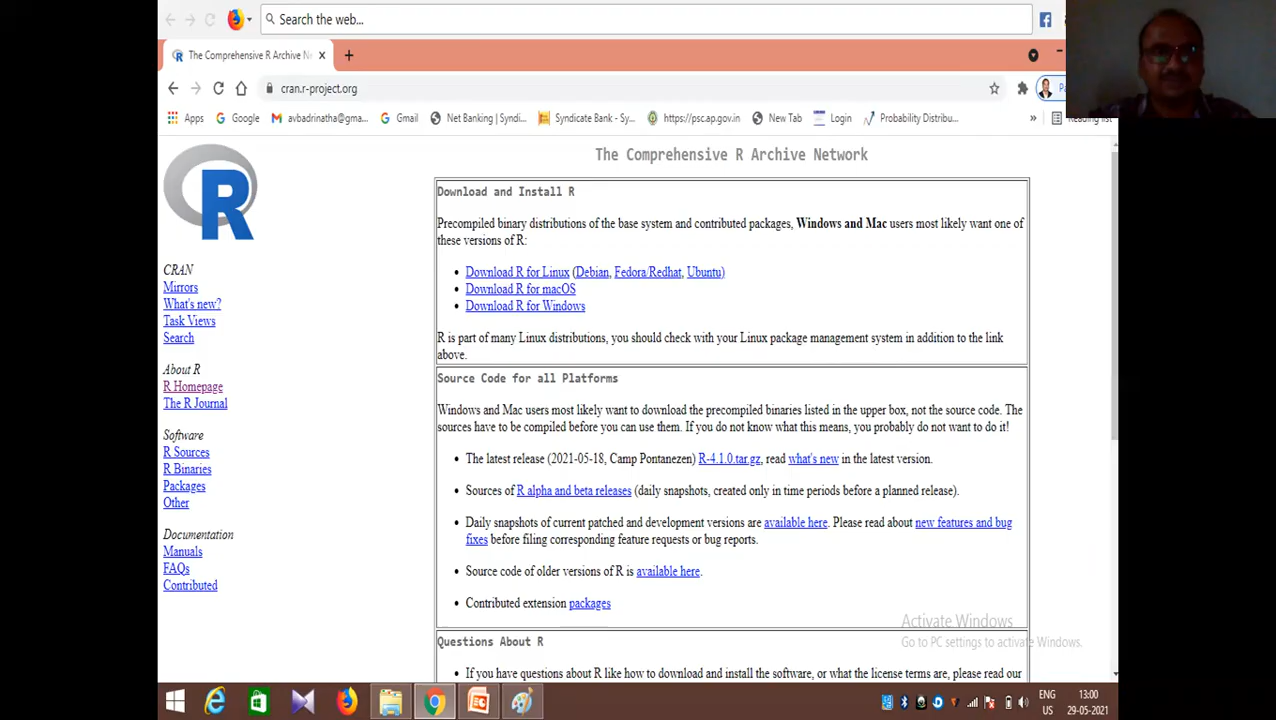 Search the web...
The Comprehensive R Archive N
cran.r-project.org
Apps Google avbadrinatha@gma... Gmail Net Banking | Syndi... Syndicate Bank - Sy... https://psc.ap.gov.in New Tab Login Probability Distribu... » Reading list
The Comprehensive R Archive Network
R
CRAN
Mirrors
What's new?
Task Views
Search
About R
R Homepage
The R Journal
Software
R Sources
R Binaries
Packages
Other
Documentation
Manuals
FAQs
Contributed
Download and Install R
Precompiled binary distributions of the base system and contributed packages, Windows and Mac users most likely want one of
these versions of R:
• Download R for Linux (Debian, Fedora/Redhat, Ubuntu)
• Download R for macOS
• Download R for Windows
R is part of many Linux distributions, you should check with your Linux package management system in addition to the link
above.
Source Code for all Platforms
Windows and Mac users most likely want to download the precompiled binaries listed in the upper box, not the source code. The
sources have to be compiled before you can use them. If you do not know what this means, you probably do not want to do it!
• The latest release (2021-05-18, Camp Pontanezen) R-4.1.0.tar.gz, read what's new in the latest version.
• Sources of R alpha and beta releases (daily snapshots, created only in time periods before a planned release).
• Daily snapshots of current patched and development versions are available here. Please read about new features and bug
fixes before filing corresponding feature requests or bug reports.
• Source code of older versions of R is available here.
• Contributed extension packages
Questions About R
• If you have questions about R like how to download and install the software, or what the license terms are, please read our
Activate Windows
Go to PC settings to activate Windows.
ENG
US
13:00
29-05-2021